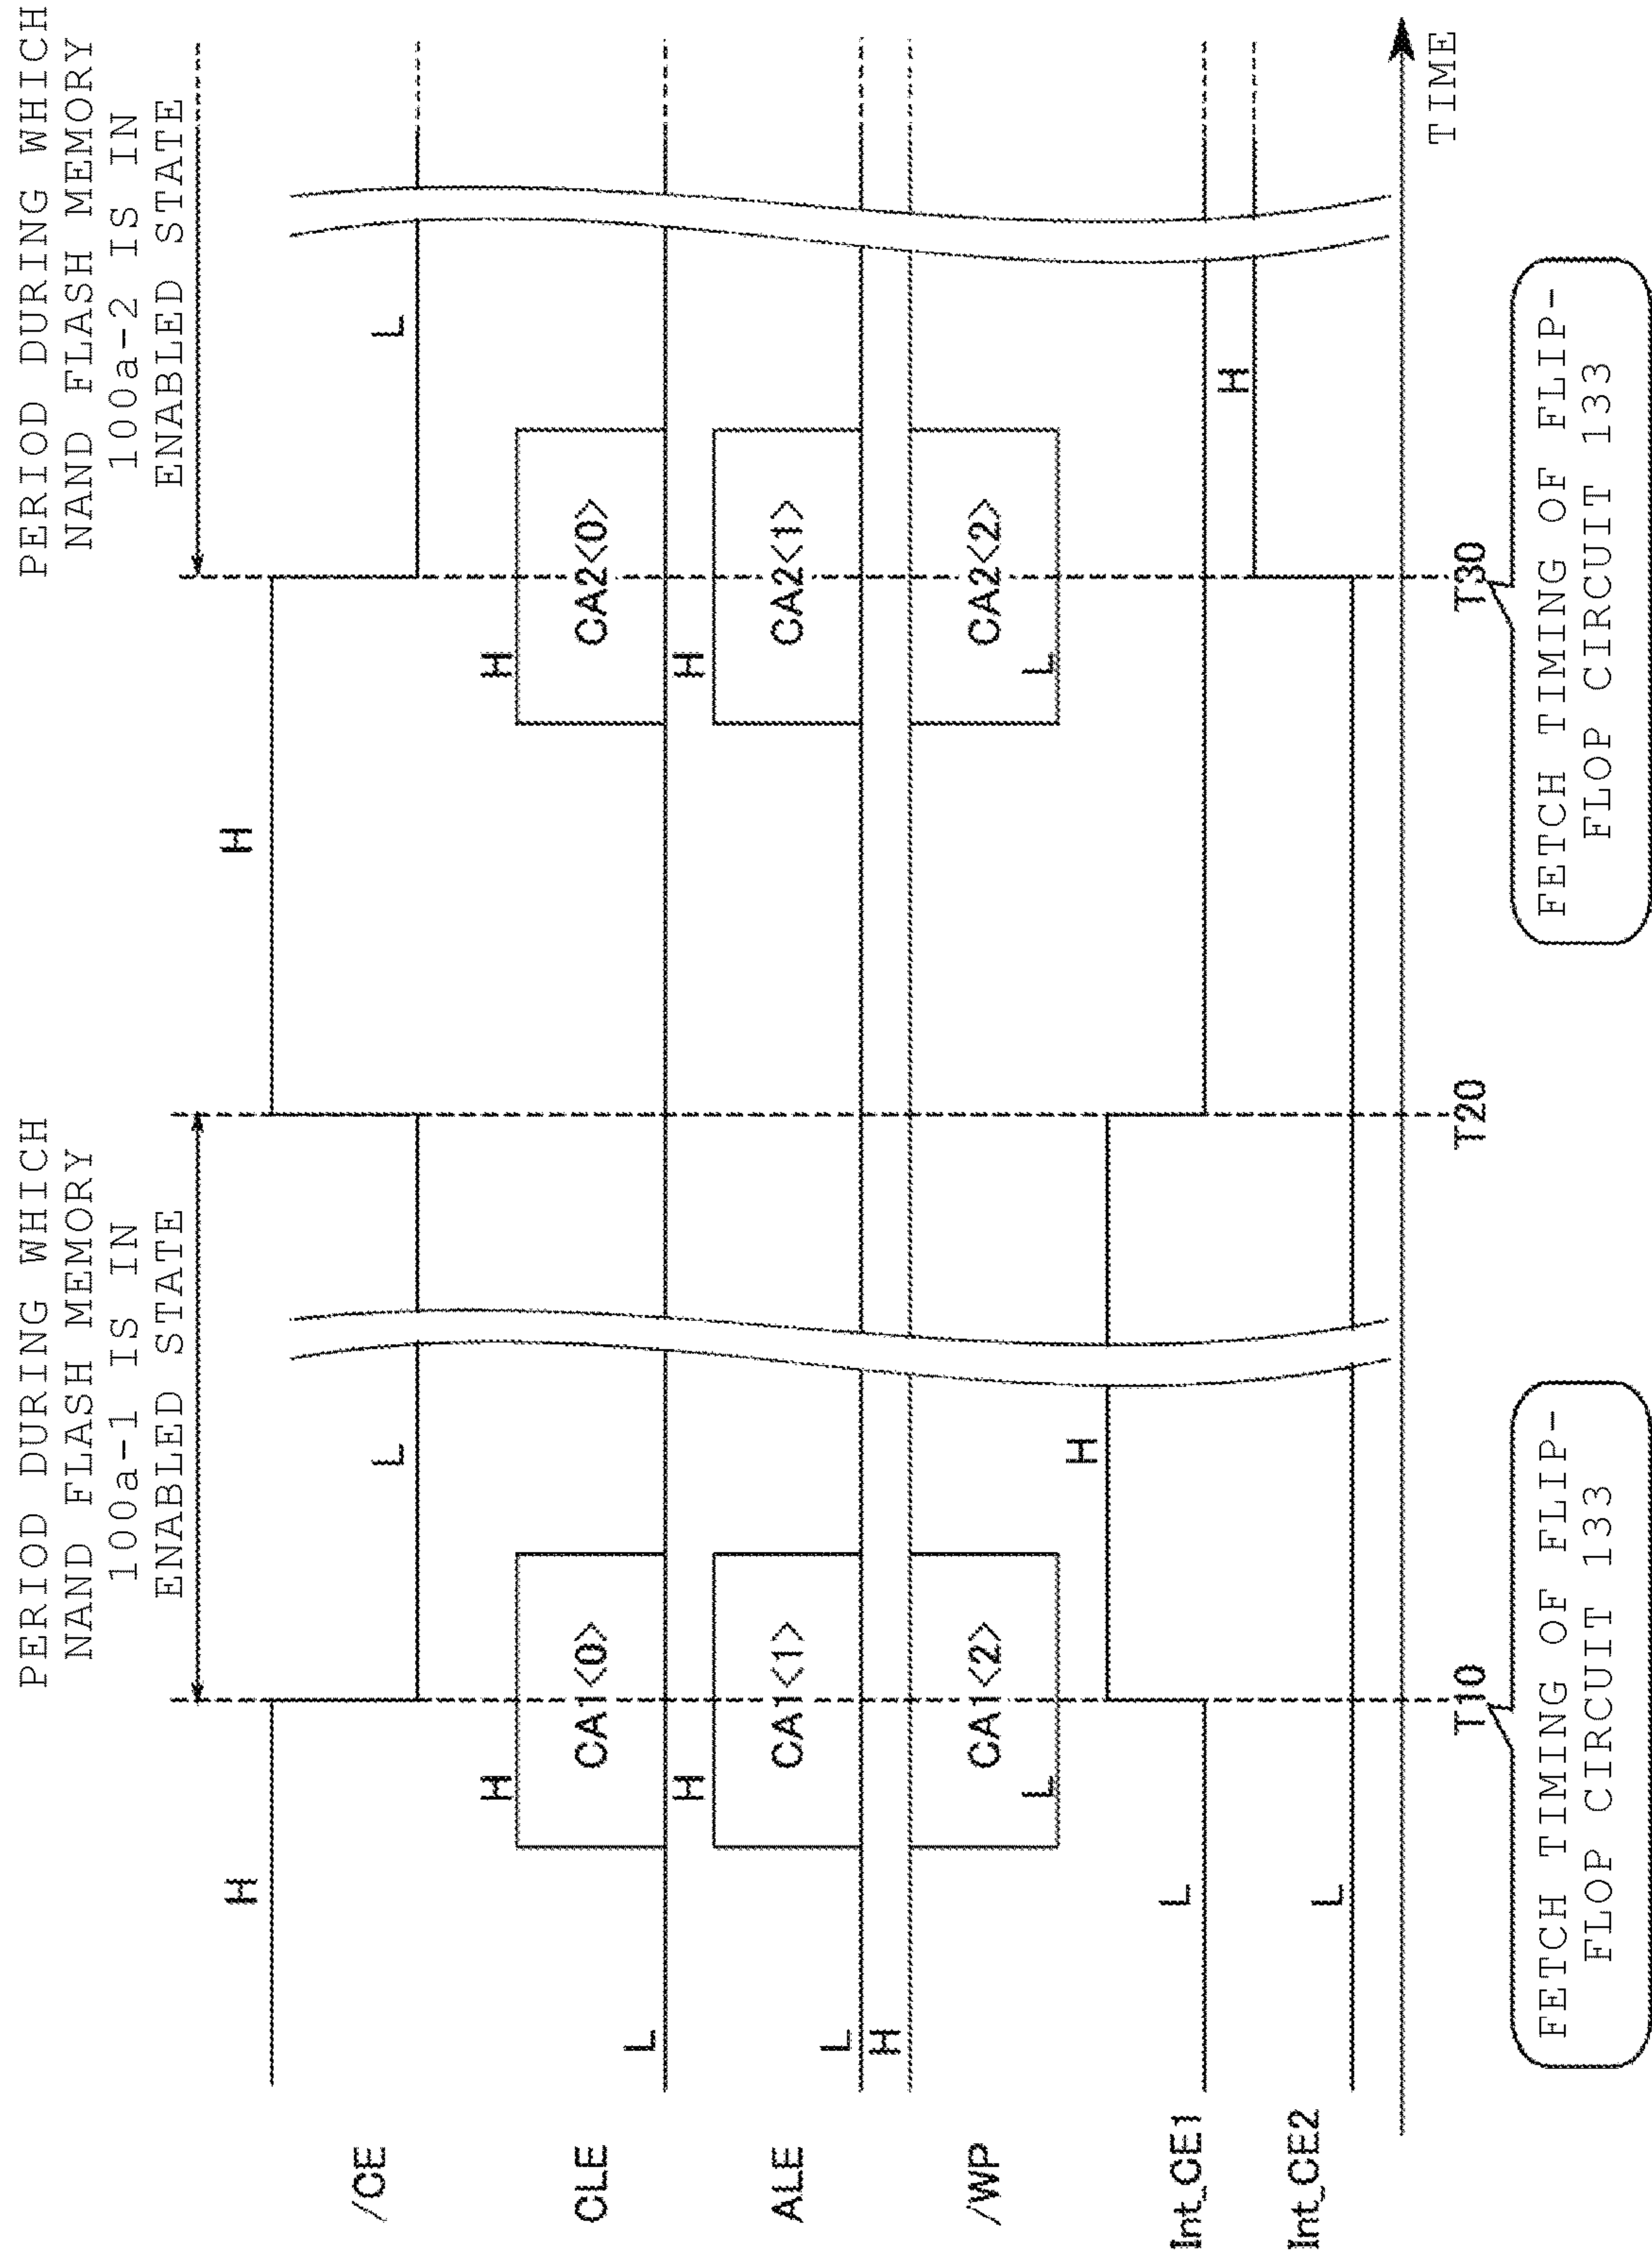 PERIOD DURING WHICH
NAND FLASH MEMORY
100a-1 IS IN
ENABLED STATE
PERIOD DURING WHICH
NAND FLASH MEMORY
100a-2 IS IN
ENABLED STATE
/CE
H
L
H
L
CLE
L
H
CA1<0>
H
CA2<0>
ALE
L
H
CA1<1>
H
CA2<1>
/WP
H
CA1<2>
L
CA2<2>
L
Int_CE1
L
H
Int_CE2
L
H
TIME
T10
T20
T30
FETCH TIMING OF FLIP-
FLOP CIRCUIT 133
FETCH TIMING OF FLIP-
FLOP CIRCUIT 133